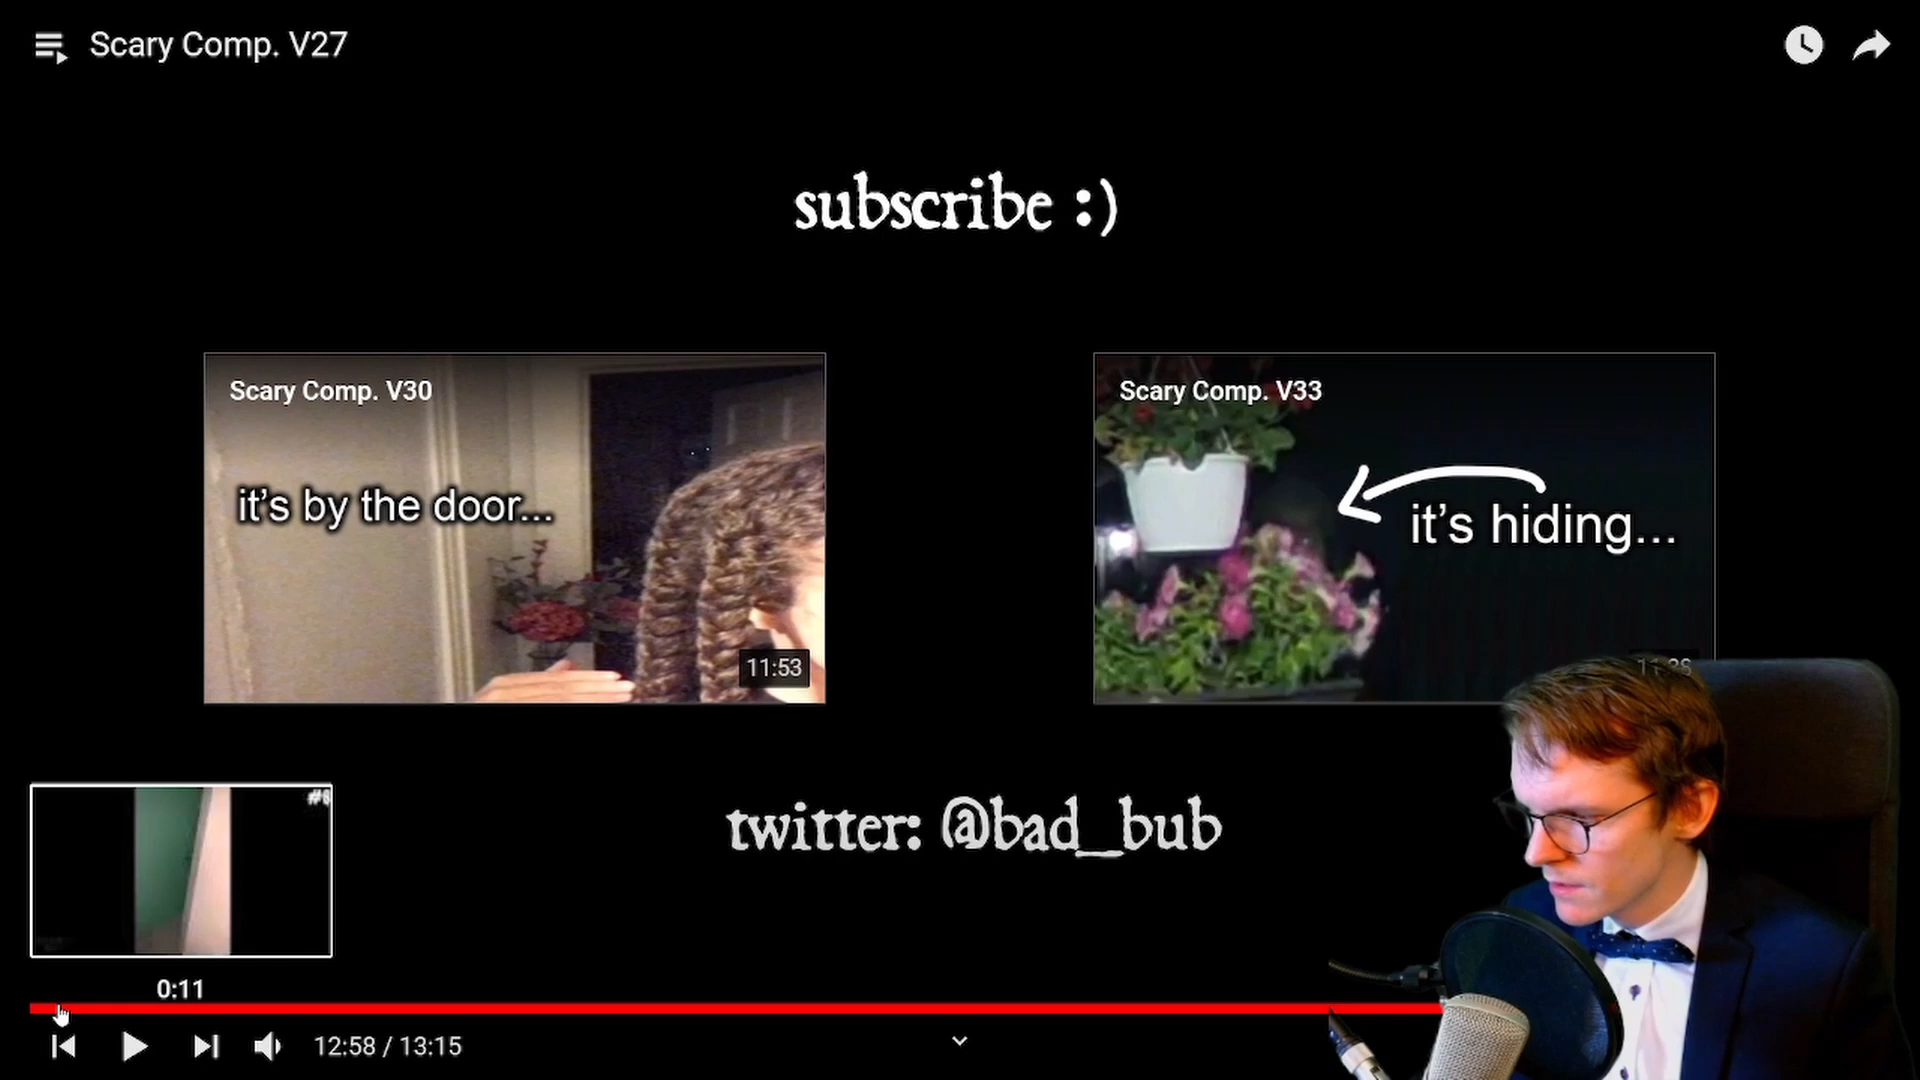 Scary Comp. V27
subscribe :)
Scary Comp. V30
it's by the door...
11:53
Scary Comp. V33
it's hiding...
twitter: @bad_bub
0:11
12:58 / 13:15